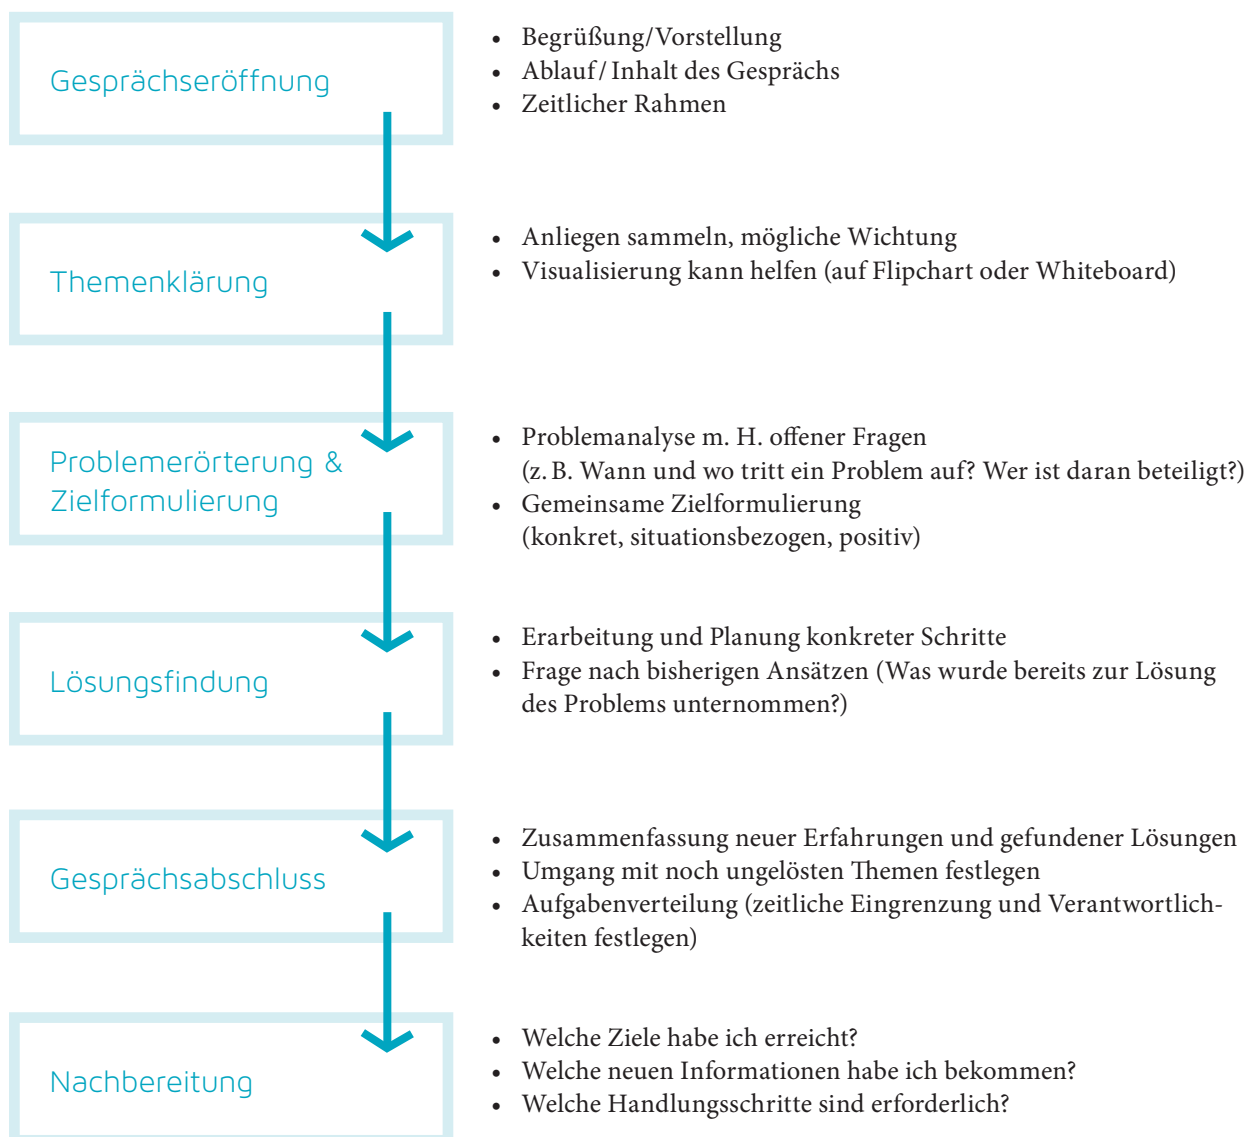 Gesprächseröffnung
• Begrüßung/Vorstellung
• Ablauf / Inhalt des Gesprächs
• Zeitlicher Rahmen
Themenklärung
• Anliegen sammeln, mögliche Wichtung
• Visualisierung kann helfen (auf Flipchart oder Whiteboard)
Problemerörterung &
Zielformulierung
• Problemanalyse m. H. offener Fragen
(z. B. Wann und wo tritt ein Problem auf? Wer ist daran beteiligt?)
• Gemeinsame Zielformulierung
(konkret, situationsbezogen, positiv)
Lösungsfindung
• Erarbeitung und Planung konkreter Schritte
• Frage nach bisherigen Ansätzen (Was wurde bereits zur Lösung
des Problems unternommen?)
Gesprächsabschluss
• Zusammenfassung neuer Erfahrungen und gefundener Lösungen
• Umgang mit noch ungelösten Themen festlegen
• Aufgabenverteilung (zeitliche Eingrenzung und Verantwortlich-
keiten festlegen)
Nachbereitung
• Welche Ziele habe ich erreicht?
• Welche neuen Informationen habe ich bekommen?
• Welche Handlungsschritte sind erforderlich?